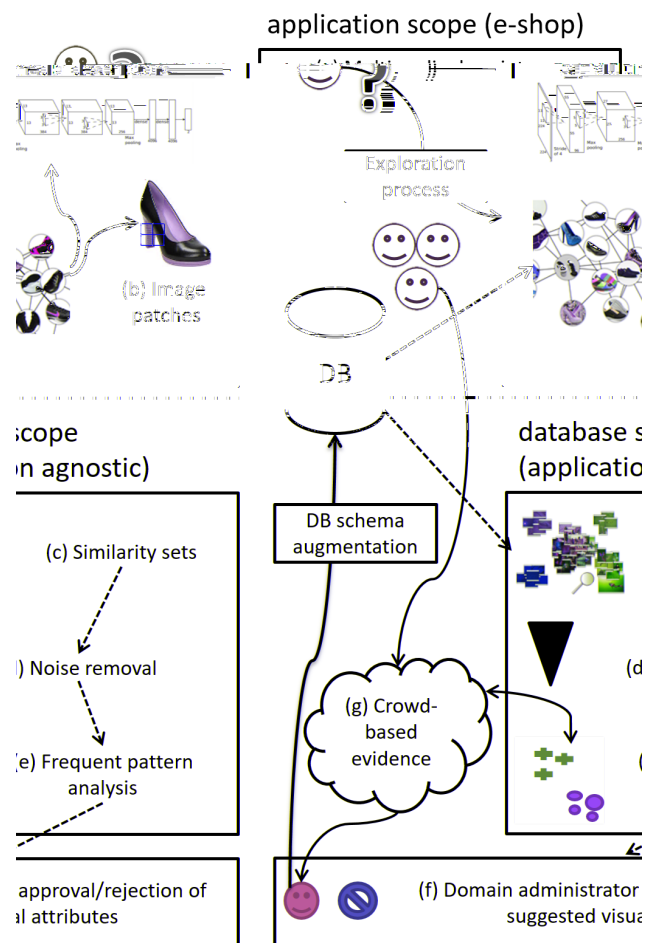 application scope (e-shop)
Exploration
process
(b) Image
patches
DB
scope
on agnostic)
database s
(applicatio
DB schema
augmentation
(c) Similarity sets
d) Noise removal
(e) Frequent pattern
analysis
(g) Crowd-
based
evidence
(d
(
approval/rejection of
al attributes
(f) Domain administrator
suggested visua